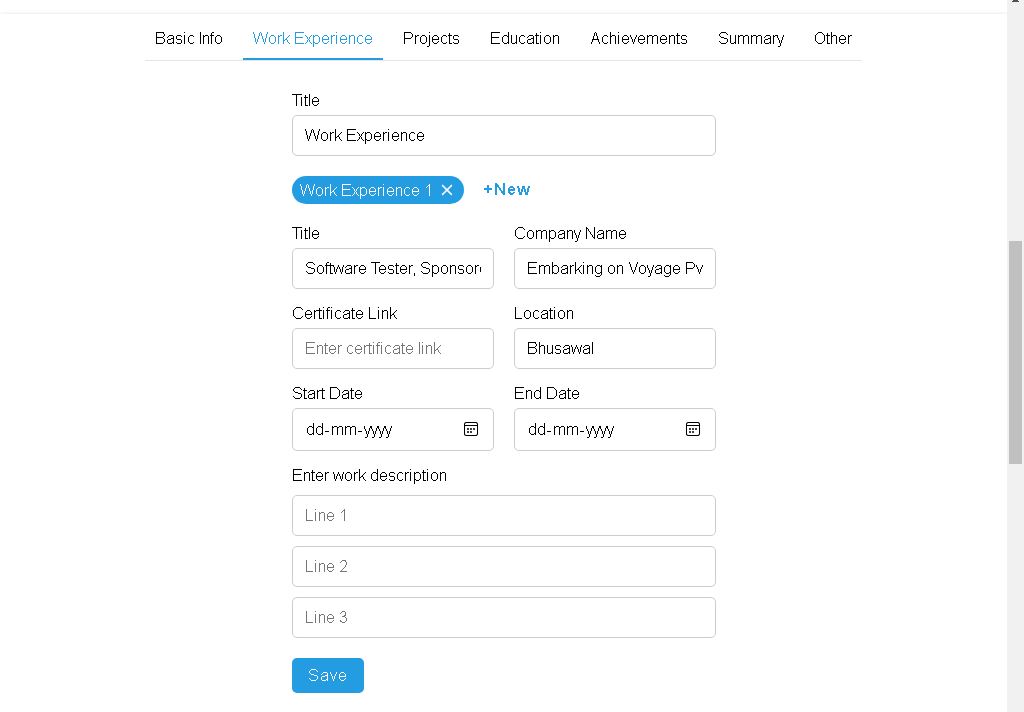 Basic Info Work Experience Projects Education Achievements Summary Other
Title
Work Experience
Work Experience 1 +New
Title Company Name
Software Tester, Sponsor Embarking on Voyage Pv
Certificate Link Location
Enter certificate link Bhusawal
Start Date End Date
dd-mm-yyyy dd-mm-yyyy
Enter work description
Line 1
Line 2
Line 3
Save